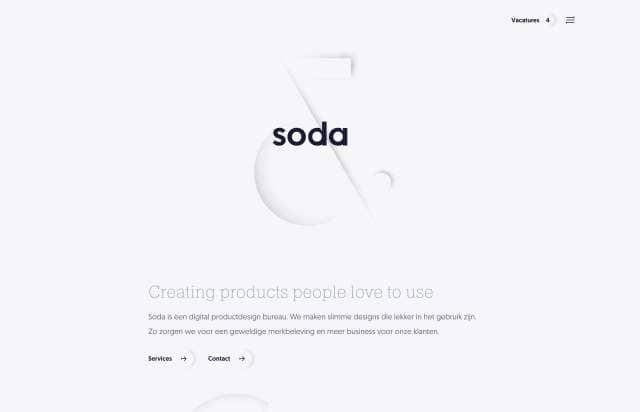 Vacatures 4
soda
Creating products people love to use
Soda is een digital productdesign bureau. We maken slimme designs die lekker in het gebruik zijn.
Zo zorgen we voor een geweldige merkbeleving en meer business voor onze klanten.
Services → Contact →